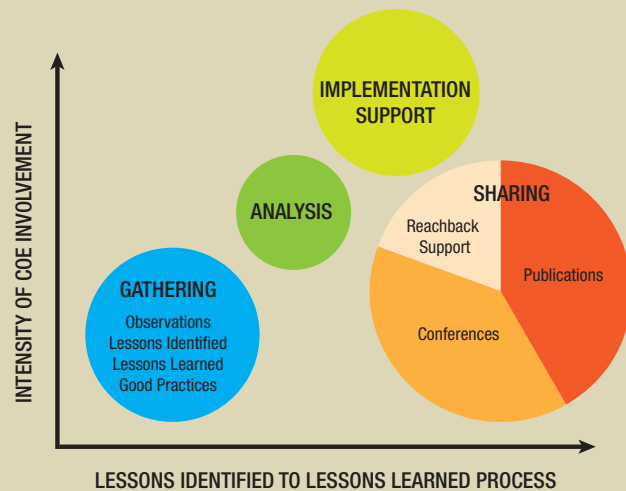 INTENSITY OF COE INVOLVEMENT
IMPLEMENTATION
SUPPORT
ANALYSIS
GATHERING
Observations
Lessons Identified
Lessons Learned
Good Practices
SHARING
Reachback
Support
Publications
Conferences
LESSONS IDENTIFIED TO LESSONS LEARNED PROCESS